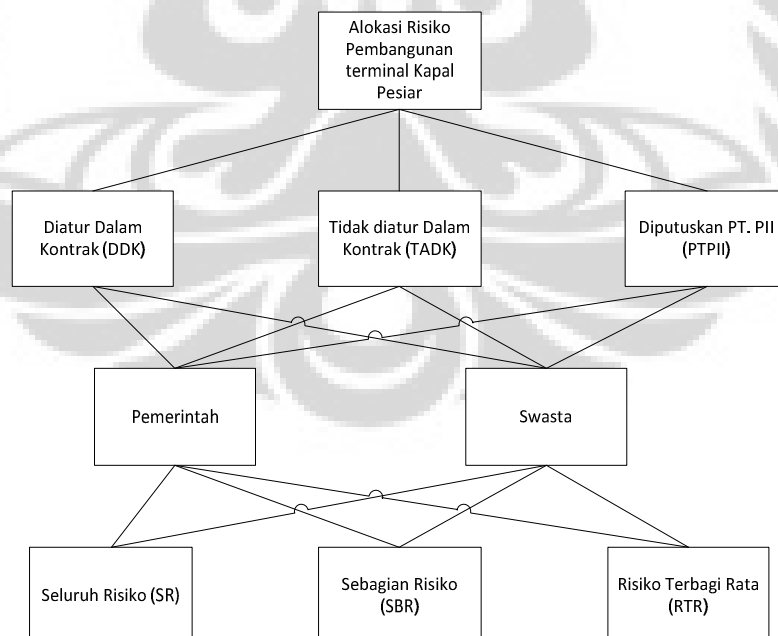 Alokasi Risiko
Pembangunan
terminal Kapal
Pesiar
Diatur Dalam
Kontrak (DDK)
Tidak diatur Dalam
Kontrak (TADK)
Diputuskan PT. PII
(PTPII)
Pemerintah
Swasta
Seluruh Risiko (SR)
Sebagian Risiko
(SBR)
Risiko Terbagi Rata
(RTR)